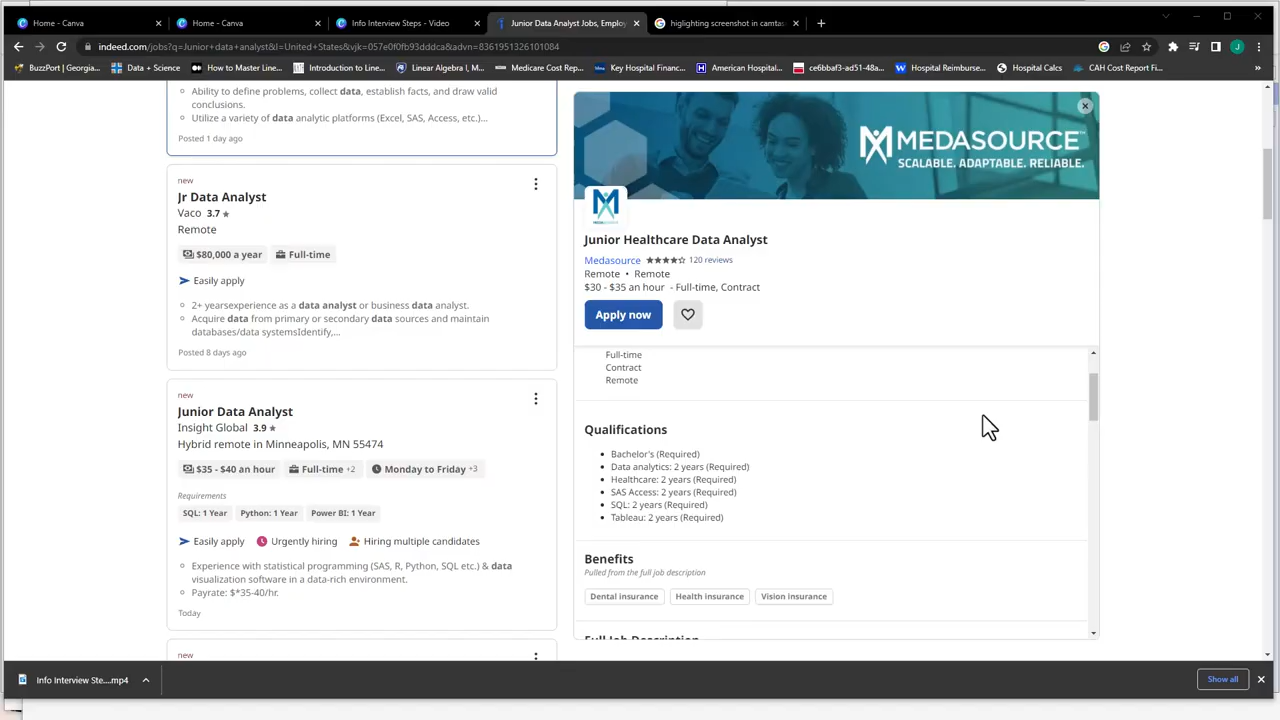 Home - Canva
Home - Canva
Info Interview Steps - Video
Junior Data Analyst Jobs, Employ
higlighting screenshot in camtas
indeed.com/jobs?q=Junior+data+analyst&l=United+States&vjk=057e0f0fb93dddca&advn=8361951326101084
BuzzPort | Georgia...
Data + Science
How to Master Line...
Introduction to Line...
Linear Algebra I, M...
Medicare Cost Rep...
Key Hospital Financ...
American Hospital...
ce6bbaf3-ad51-48a...
Hospital Reimburse...
Hospital Calcs
CAH Cost Report Fi...
Ability to define problems, collect data, establish facts, and draw valid
conclusions.
Utilize a variety of data analytic platforms (Excel, SAS, Access, etc.)...
Posted 1 day ago
new
Jr Data Analyst
Vaco 3.7
Remote
$80,000 a year
Full-time
Easily apply
2+ yearsexperience as a data analyst or business data analyst.
Acquire data from primary or secondary data sources and maintain
databases/data systemsIdentify,...
Posted 8 days ago
new
Junior Data Analyst
Insight Global 3.9
Hybrid remote in Minneapolis, MN 55474
$35 - $40 an hour
Full-time +2
Monday to Friday +3
Requirements
SQL: 1 Year
Python: 1 Year
Power BI: 1 Year
Easily apply
Urgently hiring
Hiring multiple candidates
Experience with statistical programming (SAS, R, Python, SQL etc.) & data
visualization software in a data-rich environment.
Payrate: $*35-40/hr.
Today
new
MEDASOURCE
SCALABLE. ADAPTABLE. RELIABLE.
MEDASOURCE
Junior Healthcare Data Analyst
Medasource 120 reviews
Remote • Remote
$30 - $35 an hour - Full-time, Contract
Apply now
Full-time
Contract
Remote
Qualifications
Bachelor's (Required)
Data analytics: 2 years (Required)
Healthcare: 2 years (Required)
SAS Access: 2 years (Required)
SQL: 2 years (Required)
Tableau: 2 years (Required)
Benefits
Pulled from the full job description
Dental insurance
Health insurance
Vision insurance
Full Job Description
Info Interview Ste....mp4
Show all